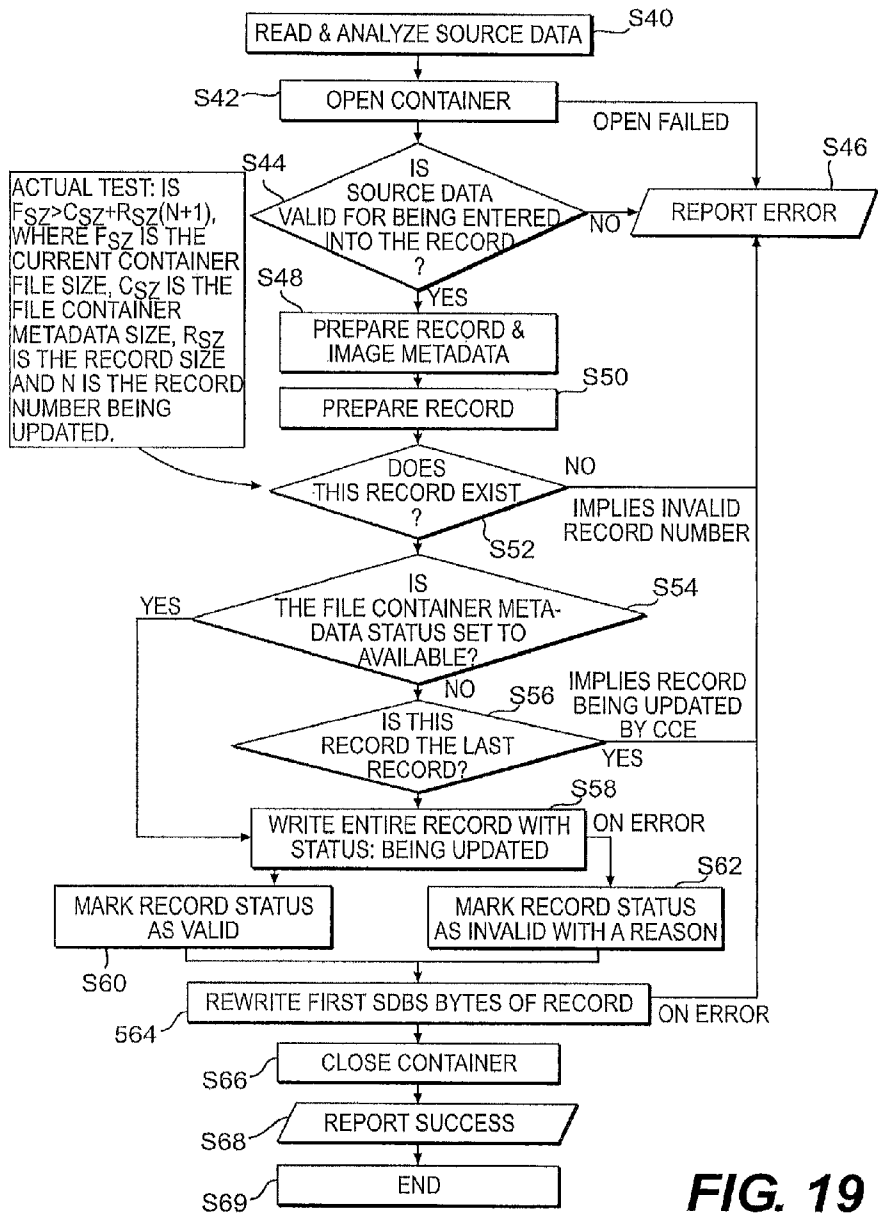 READ & ANALYZE SOURCE DATA
S40
S42
OPEN CONTAINER
OPEN FAILED
S44
IS
SOURCE DATA
VALID FOR BEING ENTERED
INTO THE RECORD
?
NO
S46
REPORT ERROR
ACTUAL TEST: IS
FSZ>CSZ+RSZ(N+1),
WHERE FSZ IS THE
CURRENT CONTAINER
FILE SIZE, CSZ IS THE
FILE CONTAINER
METADATA SIZE, RSZ
IS THE RECORD SIZE
AND N IS THE RECORD
NUMBER BEING
UPDATED.
YES
S48
PREPARE RECORD &
IMAGE METADATA
S50
PREPARE RECORD
DOES
THIS RECORD EXIST
?
NO
IMPLIES INVALID
RECORD NUMBER
S52
IS
THE FILE CONTAINER META-
DATA STATUS SET TO
AVAILABLE?
S54
YES
NO
S56
IS THIS
RECORD THE LAST
RECORD?
IMPLIES RECORD
BEING UPDATED
BY CCE
YES
S58
WRITE ENTIRE RECORD WITH
STATUS: BEING UPDATED
ON ERROR
MARK RECORD STATUS
AS VALID
S60
S62
MARK RECORD STATUS
AS INVALID WITH A REASON
REWRITE FIRST SDBS BYTES OF RECORD
564
ON ERROR
CLOSE CONTAINER
S66
REPORT SUCCESS
S68
END
S69
FIG. 19